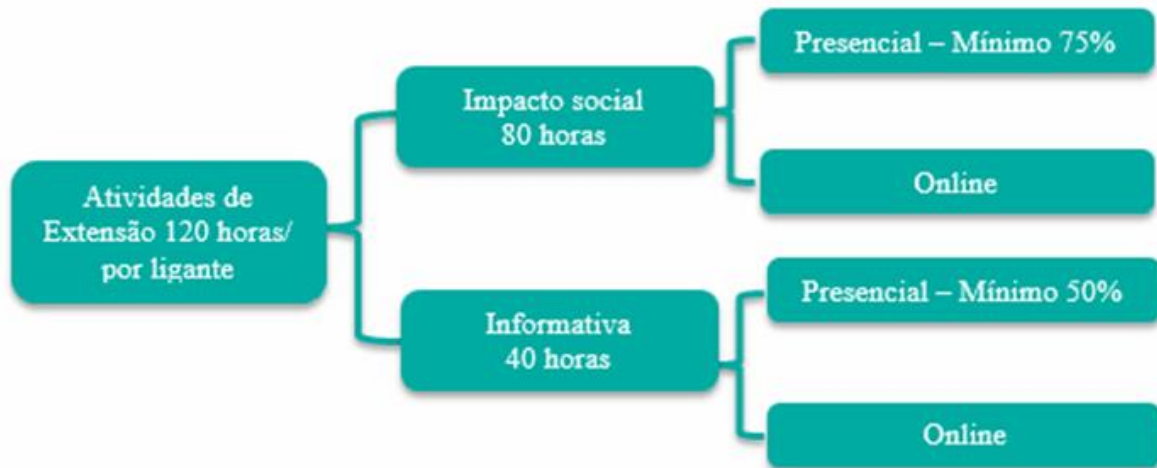 Atividades de
Extensão 120 horas/
por ligante
Impacto social
80 horas
Presencial – Mínimo 75%
Online
Informativa
40 horas
Presencial – Mínimo 50%
Online